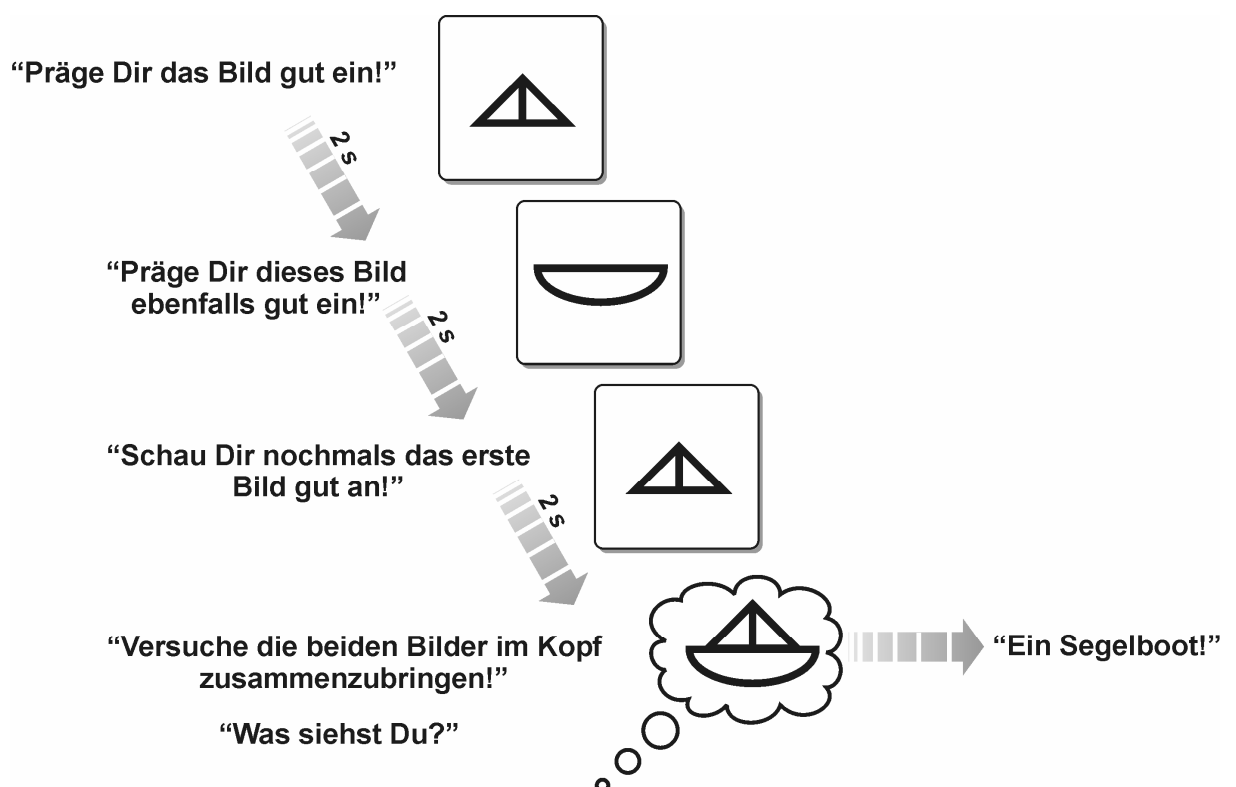 “Präge Dir das Bild gut ein!”
2 s
“Präge Dir dieses Bild
ebenfalls gut ein!”
2 s
“Schau Dir nochmals das erste
Bild gut an!”
2 s
“Versuche die beiden Bilder im Kopf
zusammenzubringen!”
“Was siehst Du?”
“Ein Segelboot!”